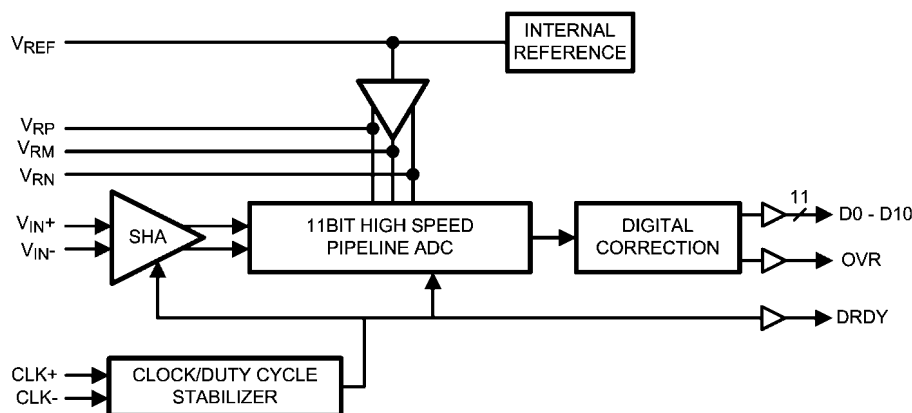 VREF
INTERNAL
REFERENCE
VRP
VRM
VRN
VIN+
VIN-
SHA
11BIT HIGH SPEED
PIPELINE ADC
DIGITAL
CORRECTION
11
D0 - D10
OVR
DRDY
CLK+
CLK-
CLOCK/DUTY CYCLE
STABILIZER